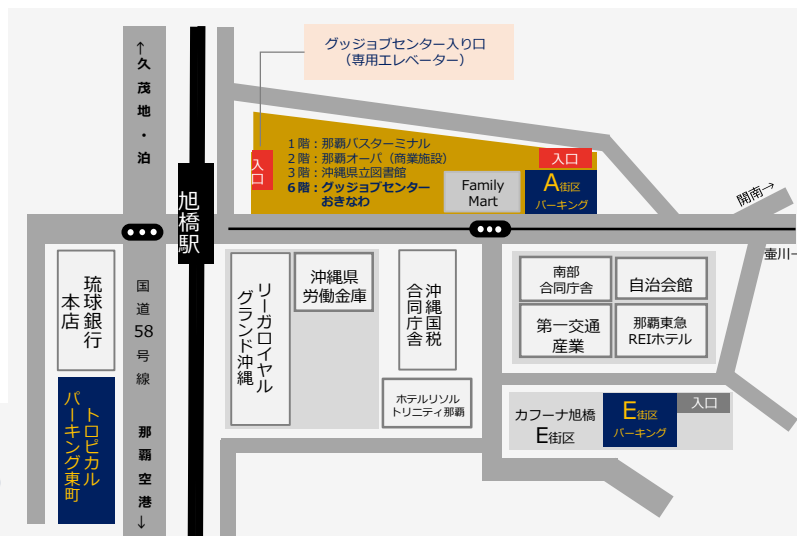 グッジョブセンター入り口
（専用エレベーター）
↑久茂地・泊
入口
1階：那覇バスターミナル
2階：那覇オーパ（商業施設）
3階：沖縄県立図書館
6階：グッジョブセンター
おきなわ
Family
Mart
入口
A街区
パーキング
開南→
旭橋駅
壷川
琉球銀行
本店
国道58号線
那覇空港↓
リーガロイヤル
グランド沖縄
沖縄県
労働金庫
沖縄国税
合同庁舎
南部
合同庁舎
自治会館
第一交通
産業
那覇東急
REIホテル
トロピカル
パーキング東町
ホテルリソル
トリニティ那覇
カフーナ旭橋
E街区
E街区
パーキング
入口